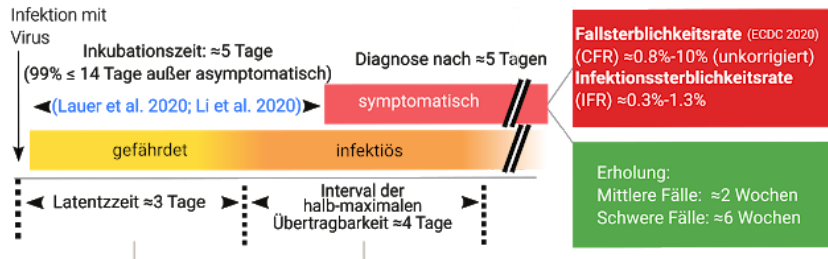 Infektion mit
Virus
Inkubationszeit: ≈5 Tage
(99% ≤ 14 Tage außer asymptomatisch)
(Lauer et al. 2020; Li et al. 2020)
Diagnose nach ≈5 Tagen
symptomatisch
gefährdet
infektiös
Latentzzeit ≈3 Tage
Interval der
halb-maximalen
Übertragbarkeit ≈4 Tage
Fallsterblichkeitsrate (ECDC 2020)
(CFR) ≈0.8%-10% (unkorrigiert)
Infektionssterblichkeitsrate
(IFR) ≈0.3%-1.3%
Erholung:
Mittlere Fälle: ≈2 Wochen
Schwere Fälle: ≈6 Wochen